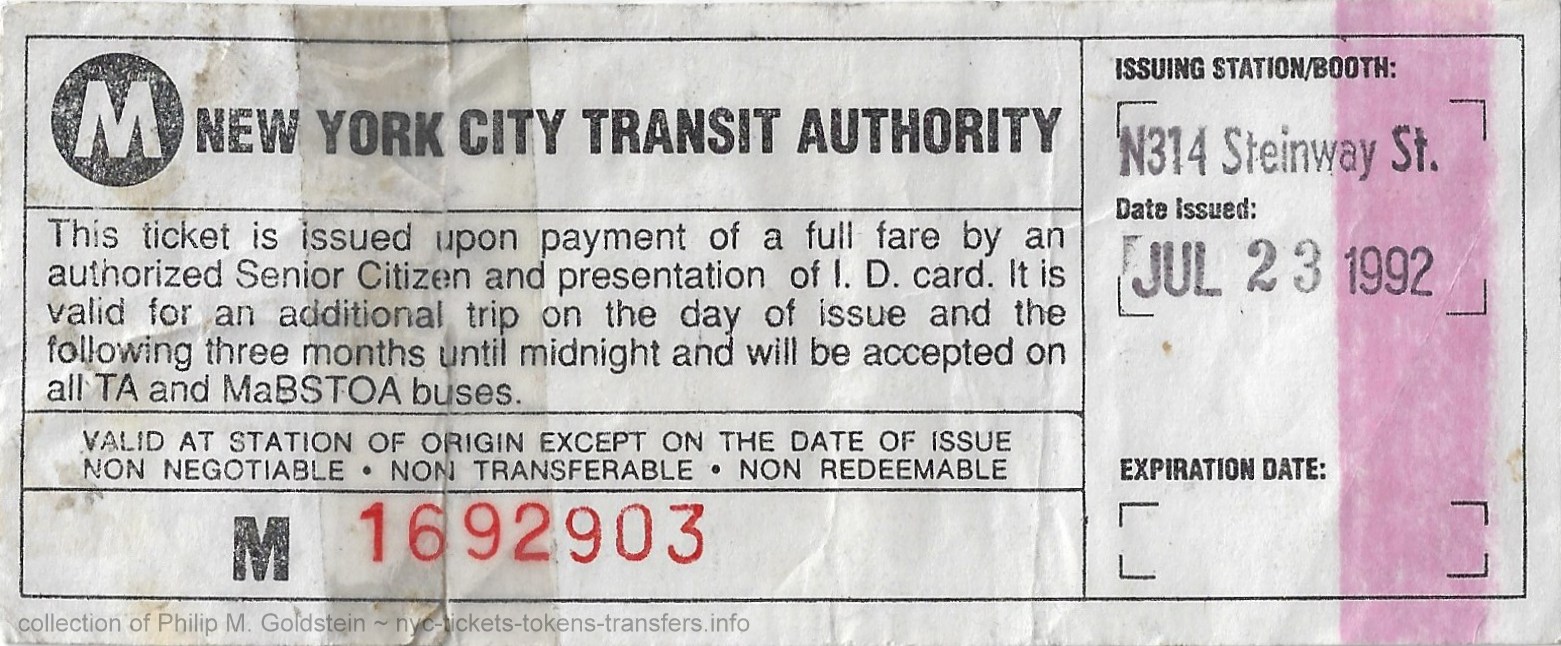 M NEW YORK CITY TRANSIT AUTHORITY
This ticket is issued upon payment of a full fare by an
authorized Senior Citizen and presentation of I. D. card. It is
valid for an additional trip on the day of issue and the
following three months until midnight and will be accepted on
all TA and MaBSTOA buses.
VALID AT STATION OF ORIGIN EXCEPT ON THE DATE OF ISSUE
NON NEGOTIABLE • NON TRANSFERABLE • NON REDEEMABLE
M 1692903
ISSUING STATION/BOOTH:
N314 Steinway St.
Date Issued:
JUL 23 1992
EXPIRATION DATE:
collection of Philip M. Goldstein ~ nyc-tickets-tokens-transfers.info